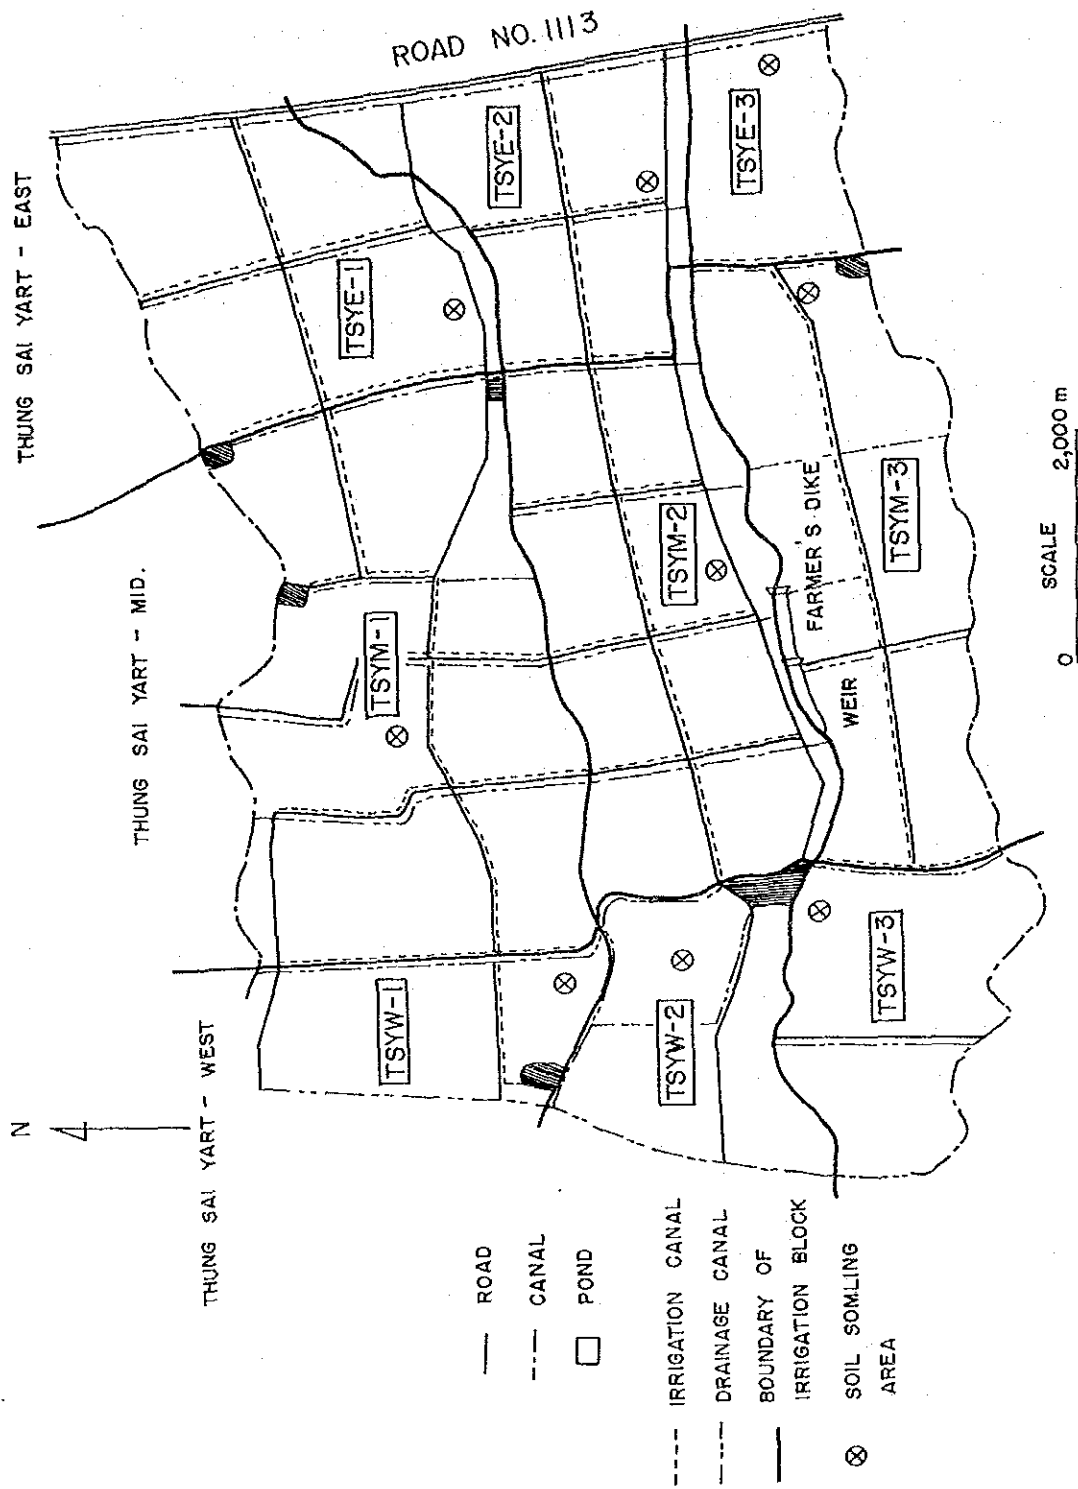 N
THUNG SAI YART - WEST
THUNG SAI YART - MID.
THUNG SAI YART - EAST
ROAD NO. 1113
TSYW-1
TSYM-1
TSYE-1
TSYE-2
TSYW-2
TSYM-2
TSYE-3
FARMER'S DIKE
WEIR
TSYW-3
TSYM-3
ROAD
CANAL
POND
IRRIGATION CANAL
DRAINAGE CANAL
BOUNDARY OF
IRRIGATION BLOCK
SOIL SOMLING
AREA
SCALE
0 2,000 m